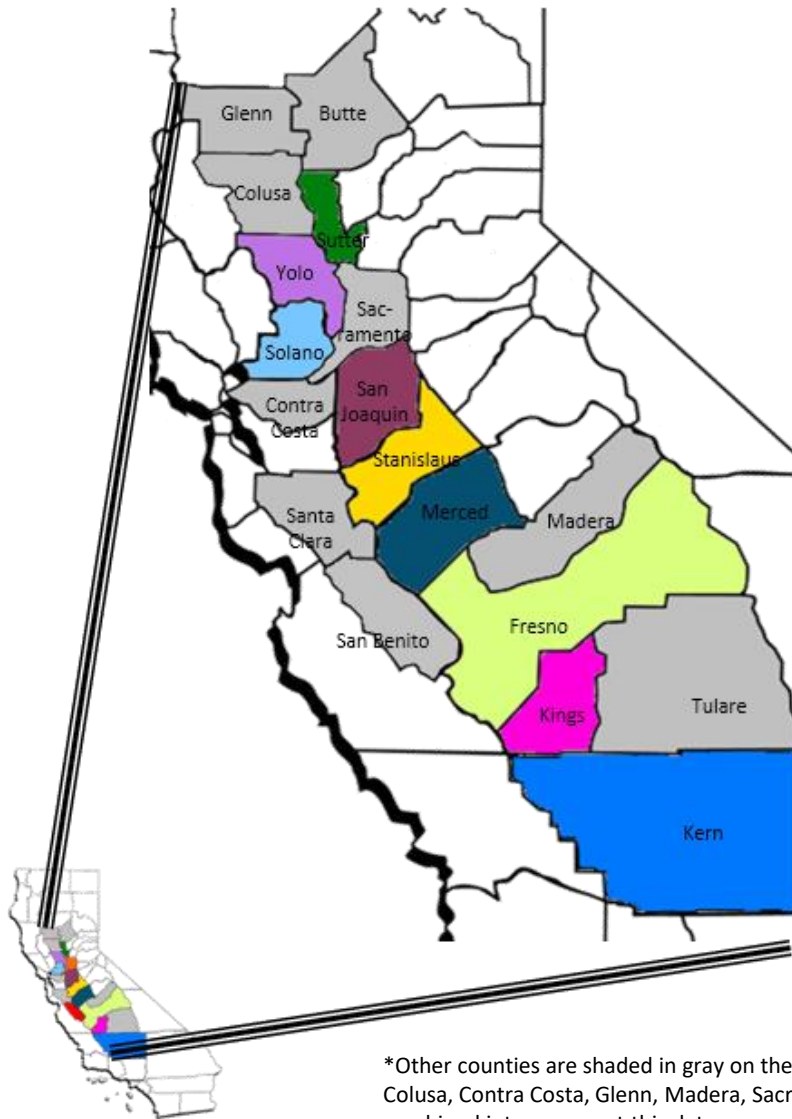 Glenn
Butte
Colusa
Sutter
Yolo
Sac-
ramento
Solano
San
Joaquin
Contra
Costa
Stanislaus
Merced
Madera
Santa
Clara
Fresno
San Benito
Kings
Tulare
Kern
*Other counties are shaded in gray on the
Colusa, Contra Costa, Glenn, Madera, Sacr